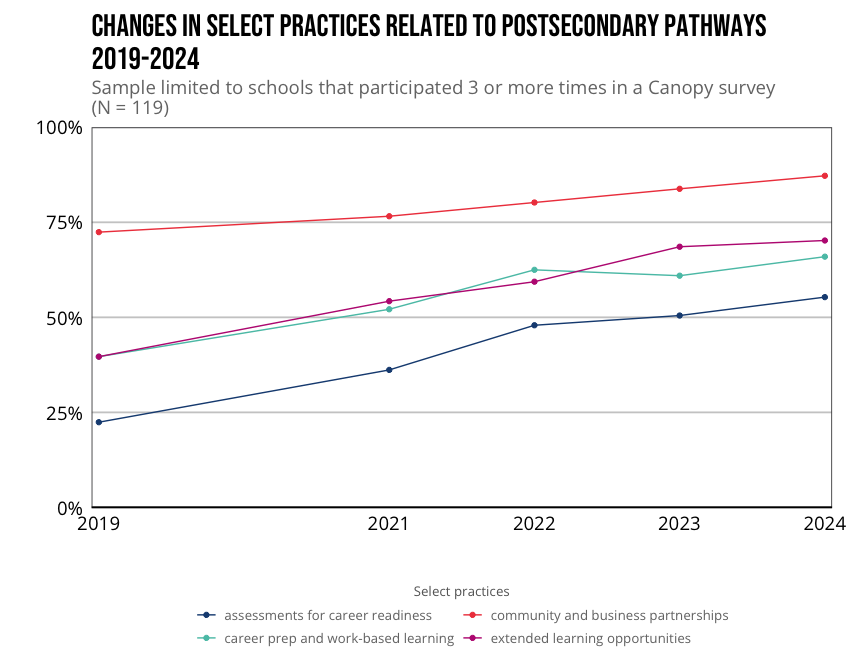 CHANGES IN SELECT PRACTICES RELATED TO POSTSECONDARY PATHWAYS
2019-2024
Sample limited to schools that participated 3 or more times in a Canopy survey
(N = 119)
100%
75%
50%
25%
0%
2019 2021 2022 2023 2024
Select practices
assessments for career readiness community and business partnerships
career prep and work-based learning extended learning opportunities